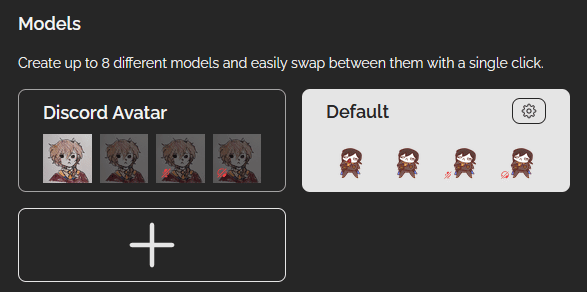 Models
Create up to 8 different models and easily swap between them with a single click.
Discord Avatar
Default